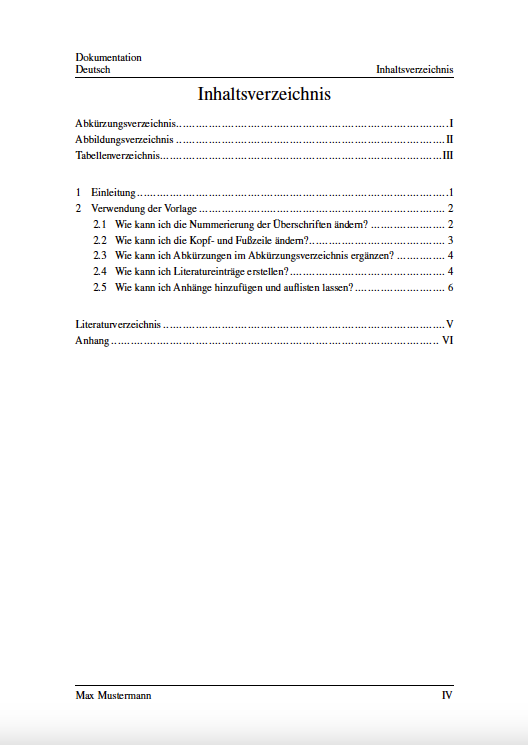 Dokumentation
Deutsch Inhaltsverzeichnis
Inhaltsverzeichnis
Abkürzungsverzeichnis........................................................................I
Abbildungsverzeichnis ......................................................................II
Tabellenverzeichnis.........................................................................III
1 Einleitung..................................................................................1
2 Verwendung der Vorlage ................................................................ 2
2.1 Wie kann ich die Nummerierung der Überschriften ändern? ................... 2
2.2 Wie kann ich die Kopf- und Fußzeile ändern?................................... 3
2.3 Wie kann ich Abkürzungen im Abkürzungsverzeichnis ergänzen? ............. 4
2.4 Wie kann ich Literatureinträge erstellen? ........................................ 4
2.5 Wie kann ich Anhänge hinzufügen und auflisten lassen? ....................... 6
Literaturverzeichnis .........................................................................V
Anhang ..................................................................................... VI
Max Mustermann IV